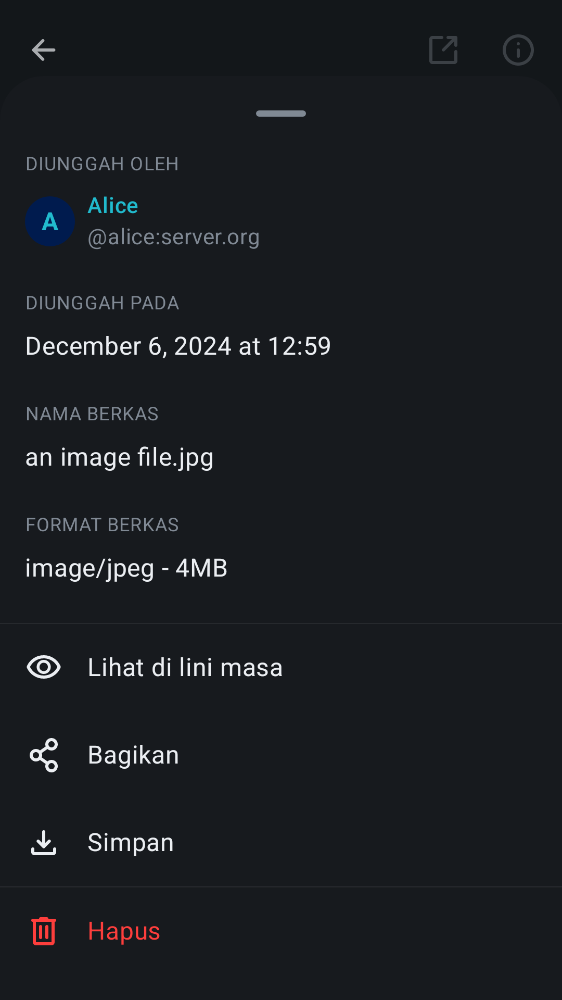 DIUNGGAH OLEH
A
Alice
@alice:server.org
DIUNGGAH PADA
December 6, 2024 at 12:59
NAMA BERKAS
an image file.jpg
FORMAT BERKAS
image/jpeg - 4MB
Lihat di lini masa
Bagikan
Simpan
Hapus